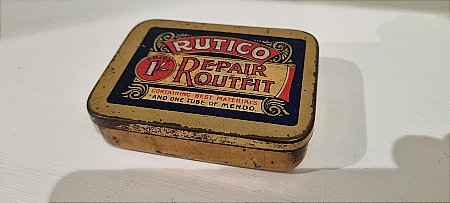 RUTICO
1/- REPAIR
OUTFIT
CONTAINING BEST MATERIALS
AND ONE TUBE OF MENDO.